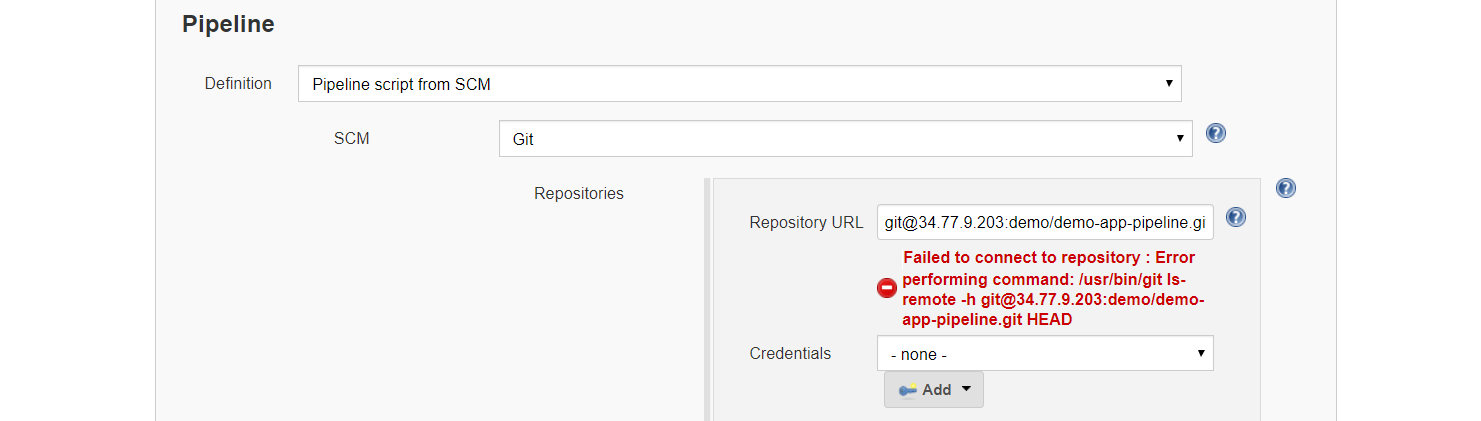 Pipeline
Definition
Pipeline script from SCM
SCM
Git
Repositories
Repository URL
git@34.77.9.203:demo/demo-app-pipeline.gi
Failed to connect to repository : Error
performing command: /usr/bin/git ls-
remote -h git@34.77.9.203:demo/demo-
app-pipeline.git HEAD
Credentials
- none -
Add